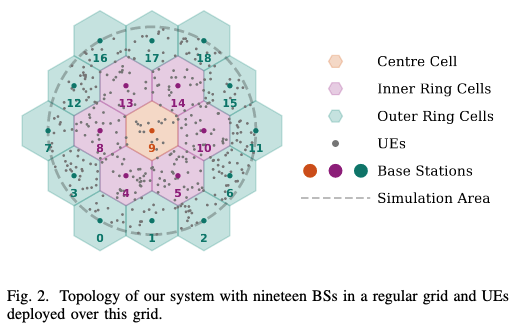 16 17 18
12 13 14 15
7 8 9 10 11
3 4 5 6
0 1 2
Centre Cell
Inner Ring Cells
Outer Ring Cells
UEs
Base Stations
Simulation Area
Fig. 2. Topology of our system with nineteen BSs in a regular grid and UEs
deployed over this grid.